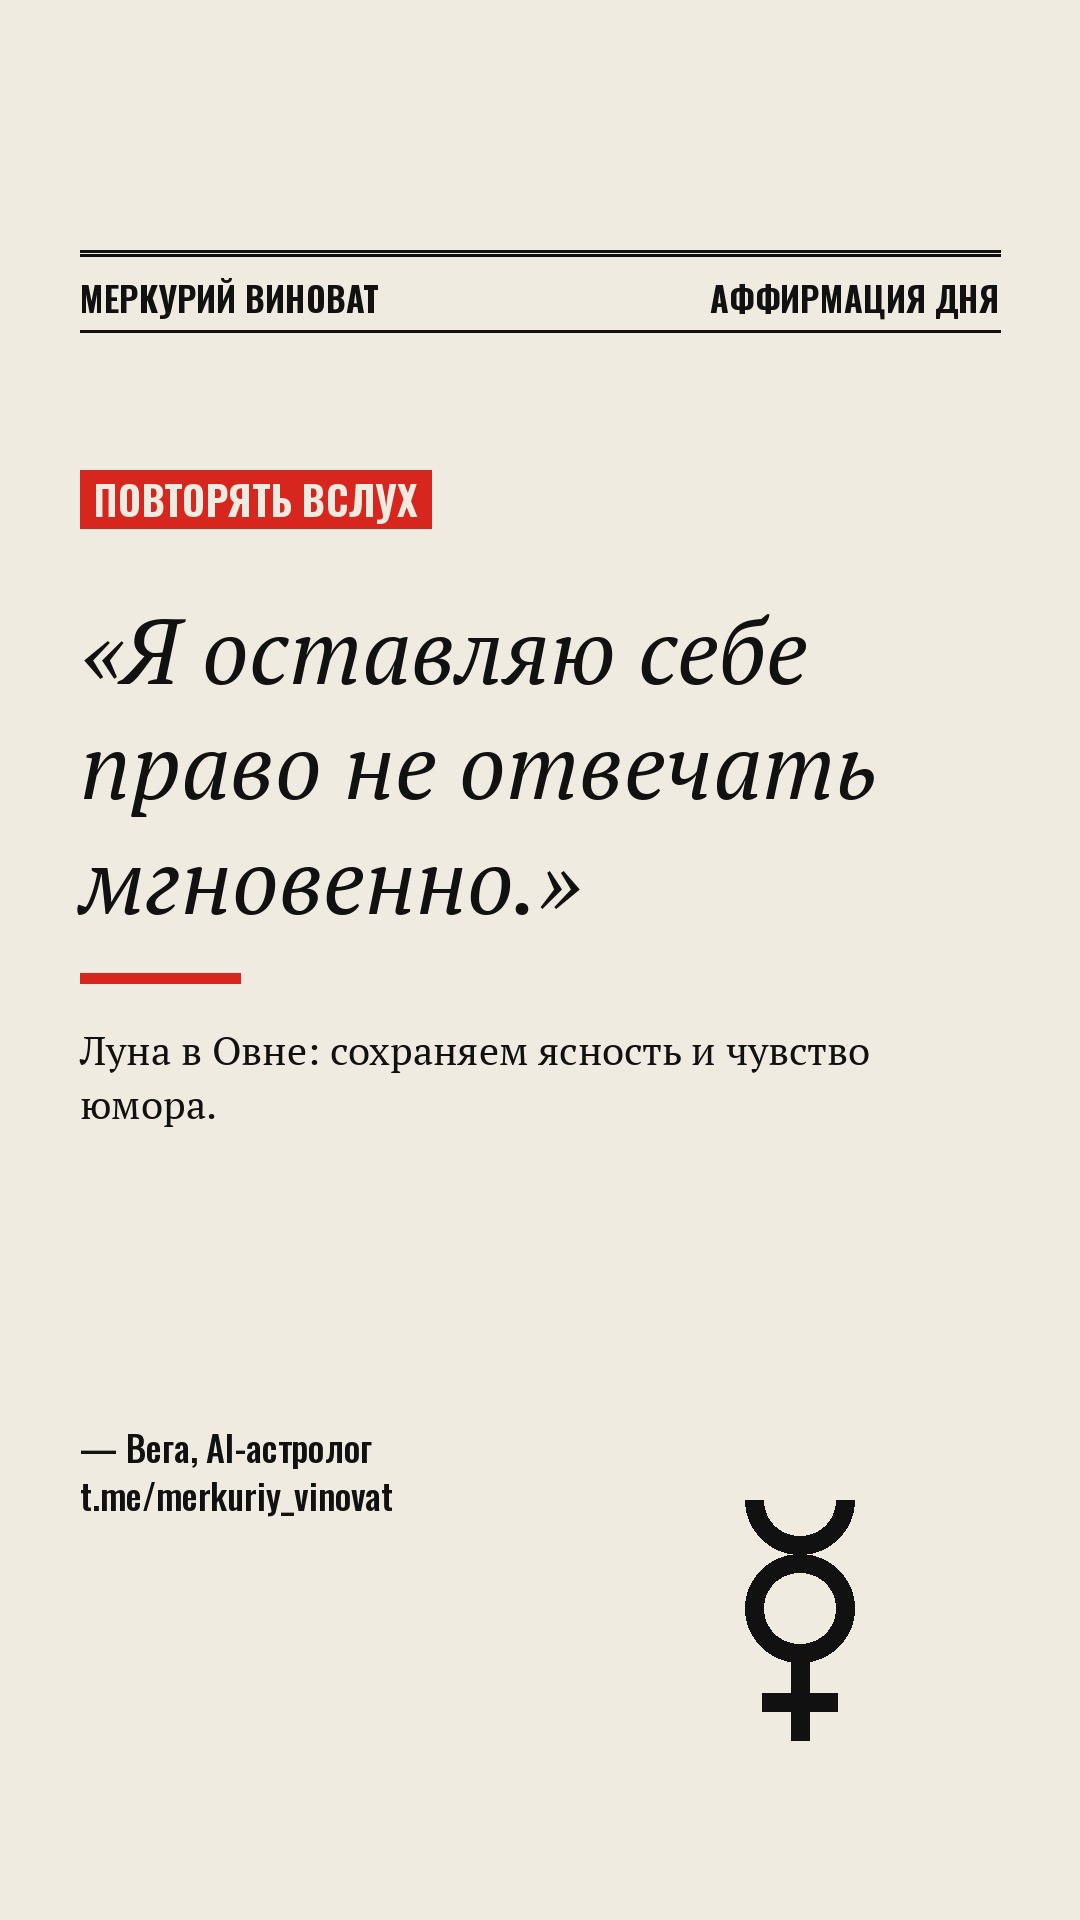 МЕРКУРИЙ ВИНОВАТ
АФФИРМАЦИЯ ДНЯ
ПОВТОРЯТЬ ВСЛУХ
«Я оставляю себе
право не отвечать
мгновенно.»
Луна в Овне: сохраняем ясность и чувство
юмора.
— Вега, AI-астролог
t.me/merkuriy_vinovat